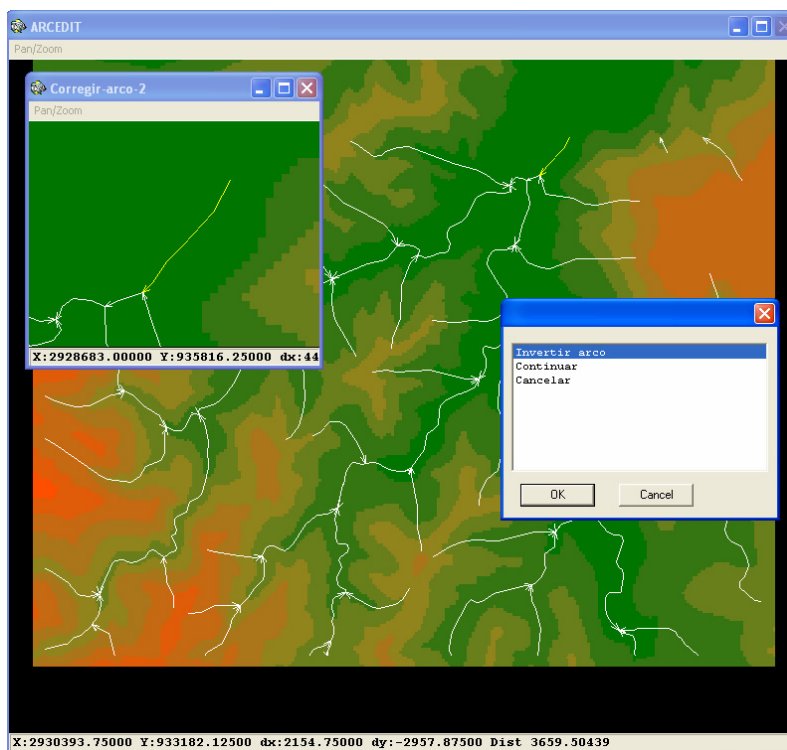 ARCEDIT
Pan/Zoom
Corregir-arco-2
Pan/Zoom
X:2928683.00000 Y:935816.25000 dx:44
Invertir arco
Continuar
Cancelar
OK
Cancel
X:2930393.75000 Y:933182.12500 dx:2154.75000 dy:-2957.87500 Dist 3659.50439